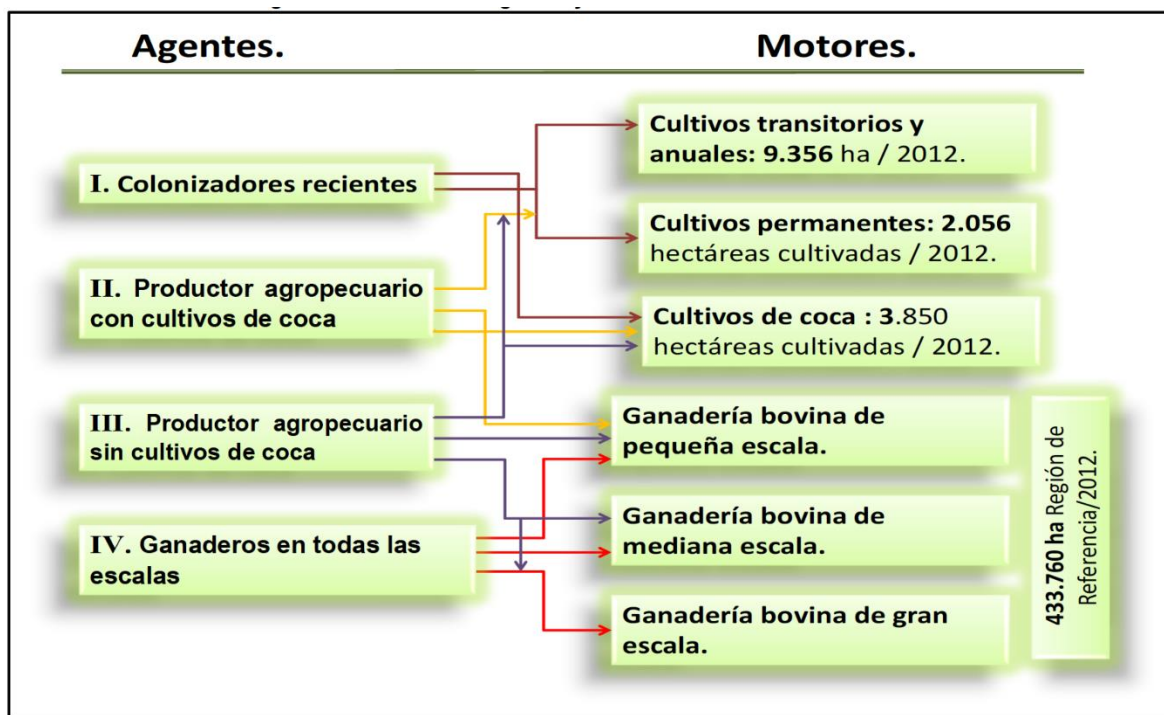 Agentes.
Motores.
I. Colonizadores recientes
II. Productor agropecuario
con cultivos de coca
III. Productor agropecuario
sin cultivos de coca
IV. Ganaderos en todas las
escalas
Cultivos transitorios y
anuales: 9.356 ha / 2012.
Cultivos permanentes: 2.056
hectáreas cultivadas / 2012.
Cultivos de coca : 3.850
hectáreas cultivadas / 2012.
Ganadería bovina de
pequeña escala.
Ganadería bovina de
mediana escala.
Ganadería bovina de gran
escala.
433.760 ha Región de
Referencia/2012.